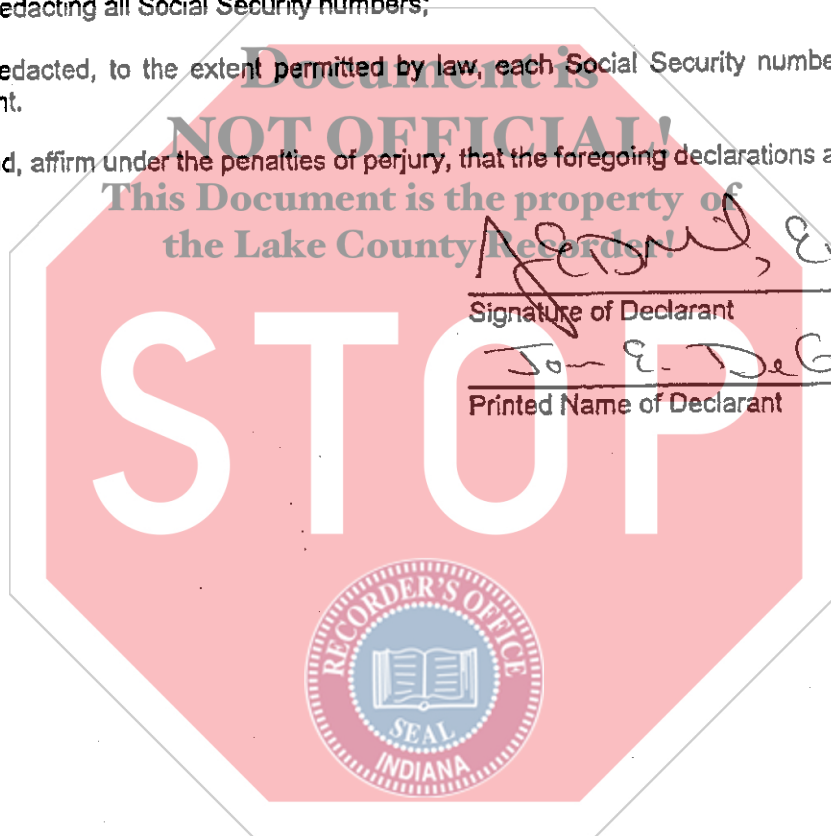 edacting all Social Security numbers;
Document is
edacted, to the extent permitted by law, each Social Security numbe
nt.
NOT OFFICIAL!
d, affirm under the penalties of perjury, that the foregoing declarations a
This Document is the property of
the Lake County Recorder!
Signature of Declarant
Jon E. DeG
Printed Name of Declarant
STOP
RECORDER'S OFFICE
SEAL
INDIANA